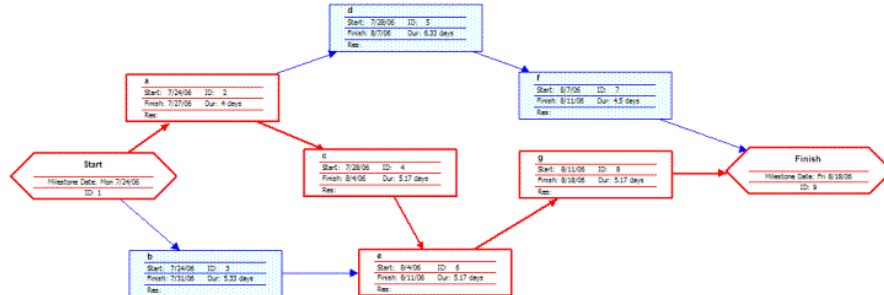 d
Start: 7/28/06 ID: 5
Finish: 8/7/06 Dur: 6.33 days
Res:
a
Start: 7/24/06 ID: 2
Finish: 7/27/06 Dur: 4 days
Res:
f
Start: 8/7/06 ID: 7
Finish: 8/11/06 Dur: 4.5 days
Res:
Start
Milestone Date: Mon 7/24/06
ID: 1
c
Start: 7/28/06 ID: 4
Finish: 8/4/06 Dur: 5.17 days
Res:
g
Start: 8/11/06 ID: 8
Finish: 8/18/06 Dur: 5.17 days
Res:
Finish
Milestone Date: Fri 8/18/06
ID: 9
b
Start: 7/24/06 ID: 3
Finish: 7/31/06 Dur: 5.33 days
Res:
e
Start: 8/4/06 ID: 6
Finish: 8/11/06 Dur: 5.17 days
Res: